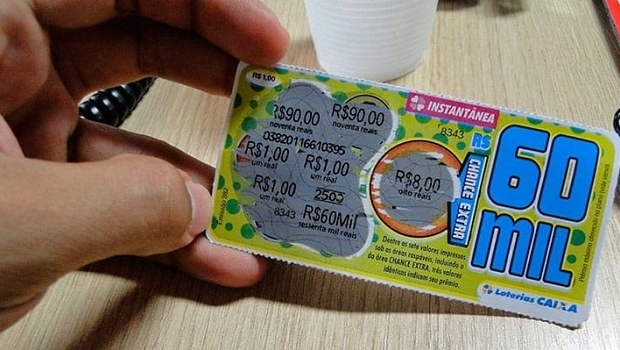 R$ 1,00
INSTANTÂNEA
8343
R$90,00
noventa reais
R$90,00
noventa reais
03820116610395
R$1,00
um real
R$1,00
um real
R$1,00
um real
2503
8343
R$60Mil
sessenta mil reais
R$8,00
oito reais
CHANCE EXTRA
R$
60
MIL
Dentre os sete valores impressos
sob as áreas raspáveis, incluindo o
da área CHANCE EXTRA, três valores
idênticos indicam seu prêmio.
Loterias CAIXA